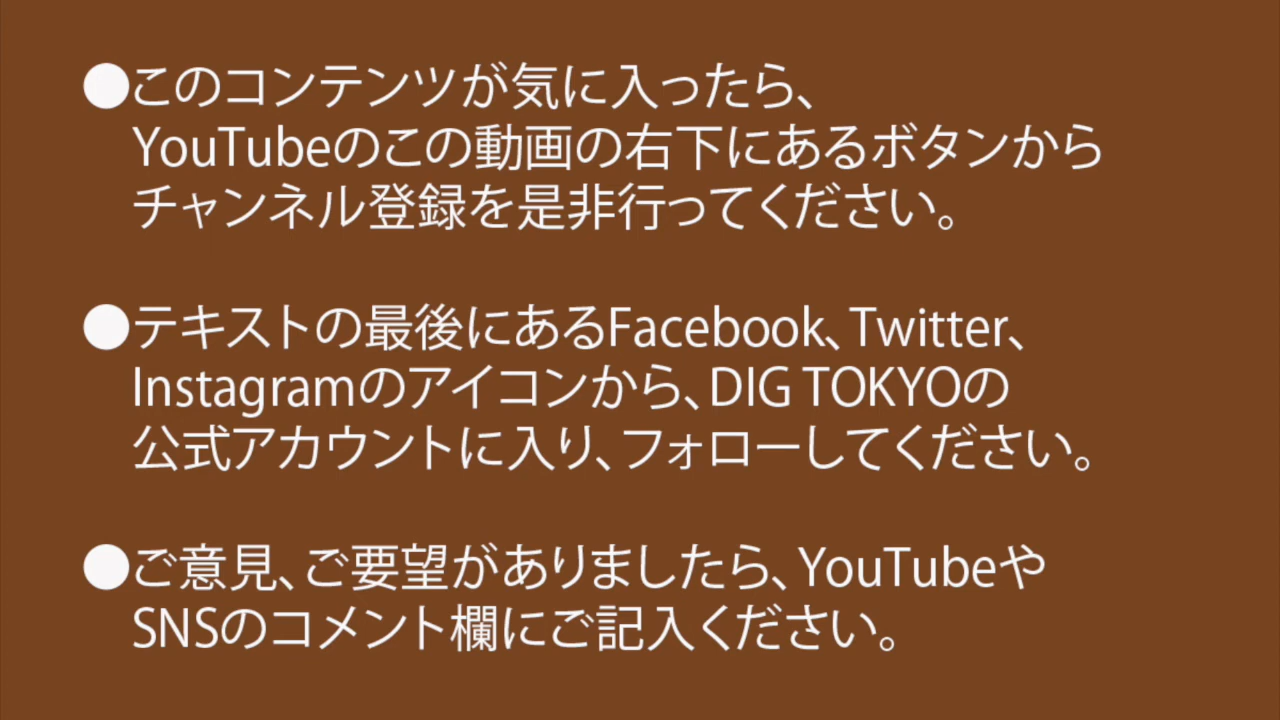 ●このコンテンツが気に入ったら、
YouTubeのこの動画の右下にあるボタンから
チャンネル登録を是非行ってください。
●テキストの最後にあるFacebook、Twitter、
Instagramのアイコンから、DIG TOKYOの
公式アカウントに入り、フォローしてください。
●ご意見、ご要望がありましたら、YouTubeや
SNSのコメント欄にご記入ください。